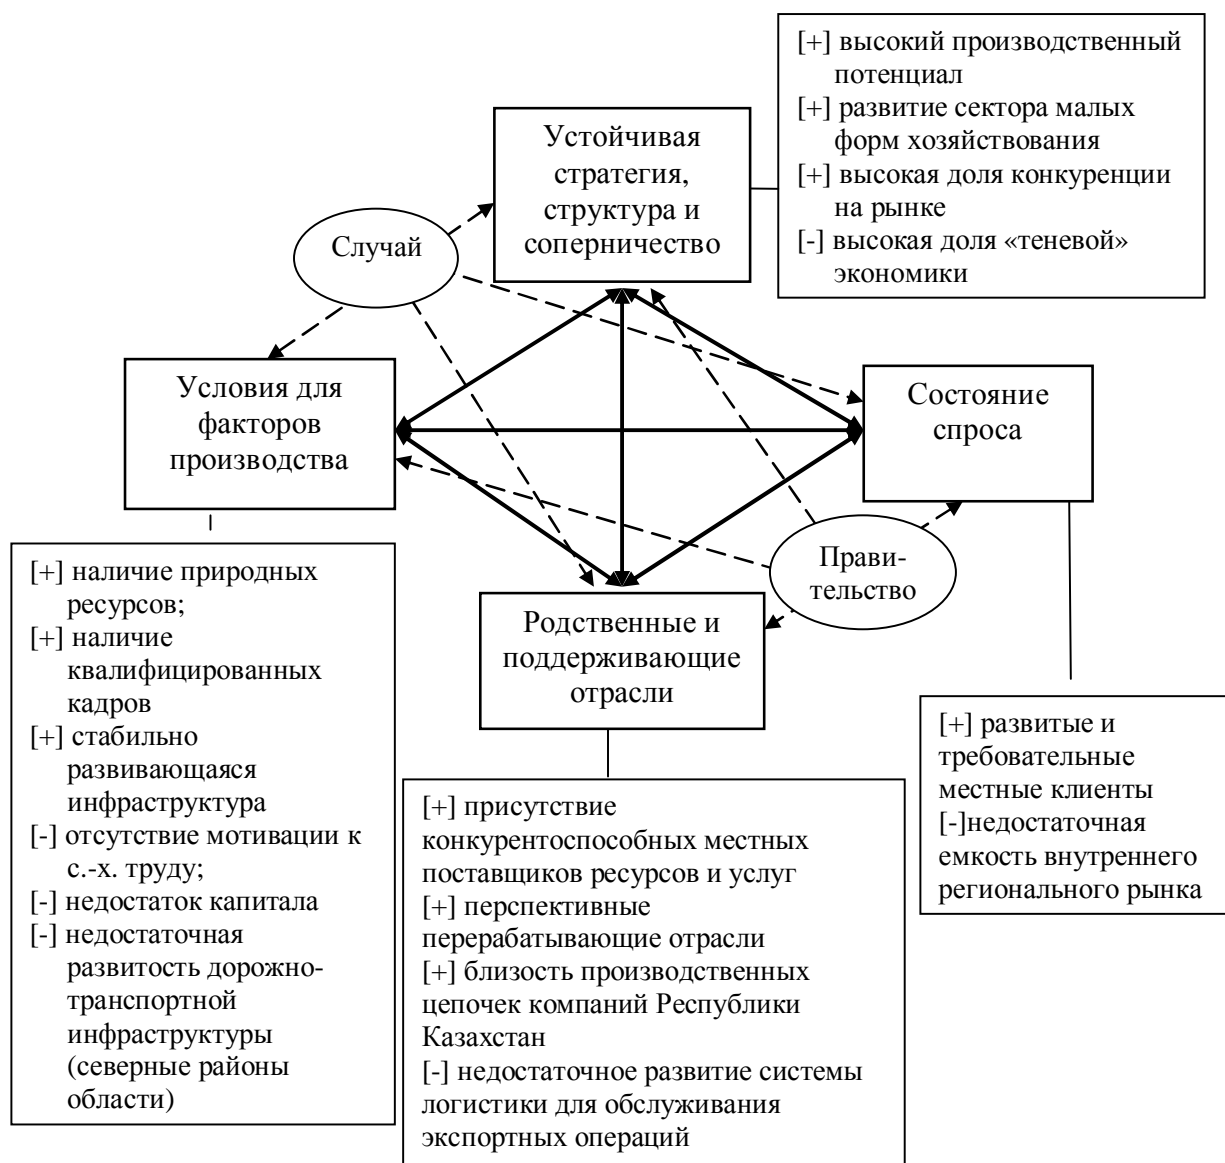 [+] высокий производственный
потенциал
[+] развитие сектора малых
форм хозяйствования
[+] высокая доля конкуренции
на рынке
[-] высокая доля «теневой»
экономики
Устойчивая
стратегия,
структура и
соперничество
Случай
Условия для
факторов
производства
Состояние
спроса
Прави-
тельство
Родственные и
поддерживающие
отрасли
[+] наличие природных
ресурсов;
[+] наличие
квалифицированных
кадров
[+] стабильно
развивающаяся
инфраструктура
[-] отсутствие мотивации к
с.-х. труду;
[-] недостаток капитала
[-] недостаточная
развитость дорожно-
транспортной
инфраструктуры
(северные районы
области)
[+] присутствие
конкурентоспособных местных
поставщиков ресурсов и услуг
[+] перспективные
перерабатывающие отрасли
[+] близость производственных
цепочек компаний Республики
Казахстан
[-] недостаточное развитие системы
логистики для обслуживания
экспортных операций
[+] развитые и
требовательные
местные клиенты
[-]недостаточная
емкость внутреннего
регионального рынка